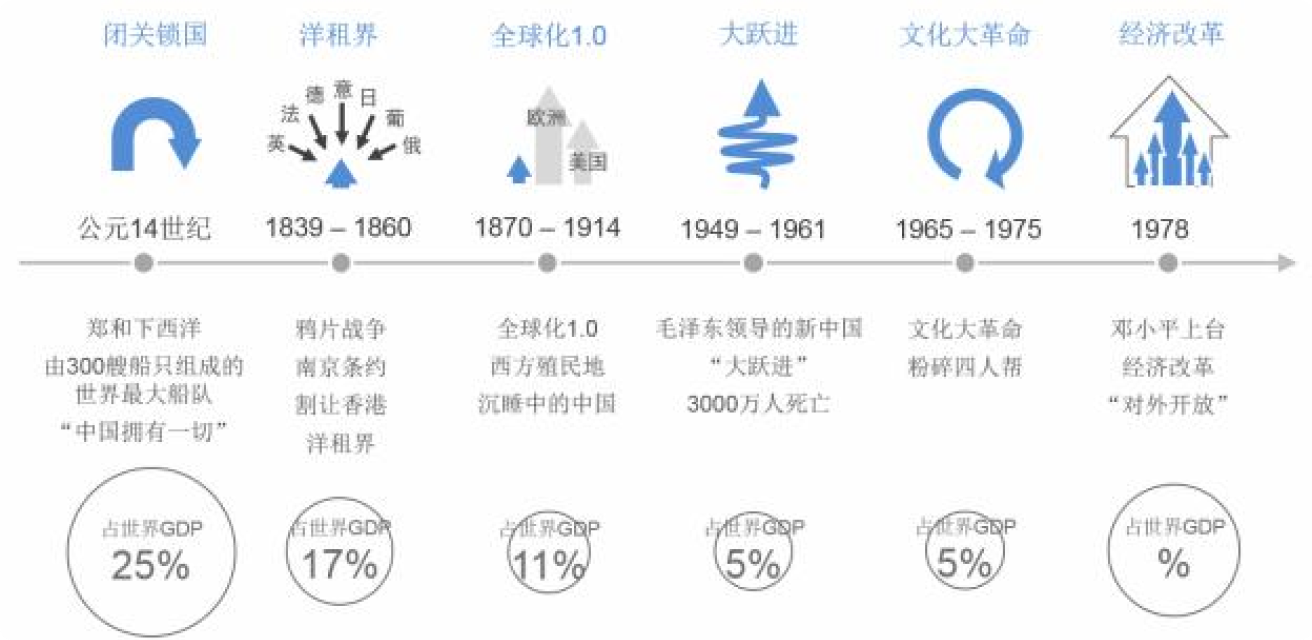 闭关锁国
洋租界
全球化1.0
大跃进
文化大革命
经济改革
英
法
德
意
日
葡
俄
欧洲
美国
公元14世纪
1839 – 1860
1870 – 1914
1949 – 1961
1965 – 1975
1978
郑和下西洋
由300艘船只组成的
世界最大船队
“中国拥有一切”
鸦片战争
南京条约
割让香港
洋租界
全球化1.0
西方殖民地
沉睡中的中国
毛泽东领导的新中国
“大跃进”
3000万人死亡
文化大革命
粉碎四人帮
邓小平上台
经济改革
“对外开放”
占世界GDP
25%
占世界GDP
17%
占世界GDP
11%
占世界GDP
5%
占世界GDP
5%
占世界GDP
%